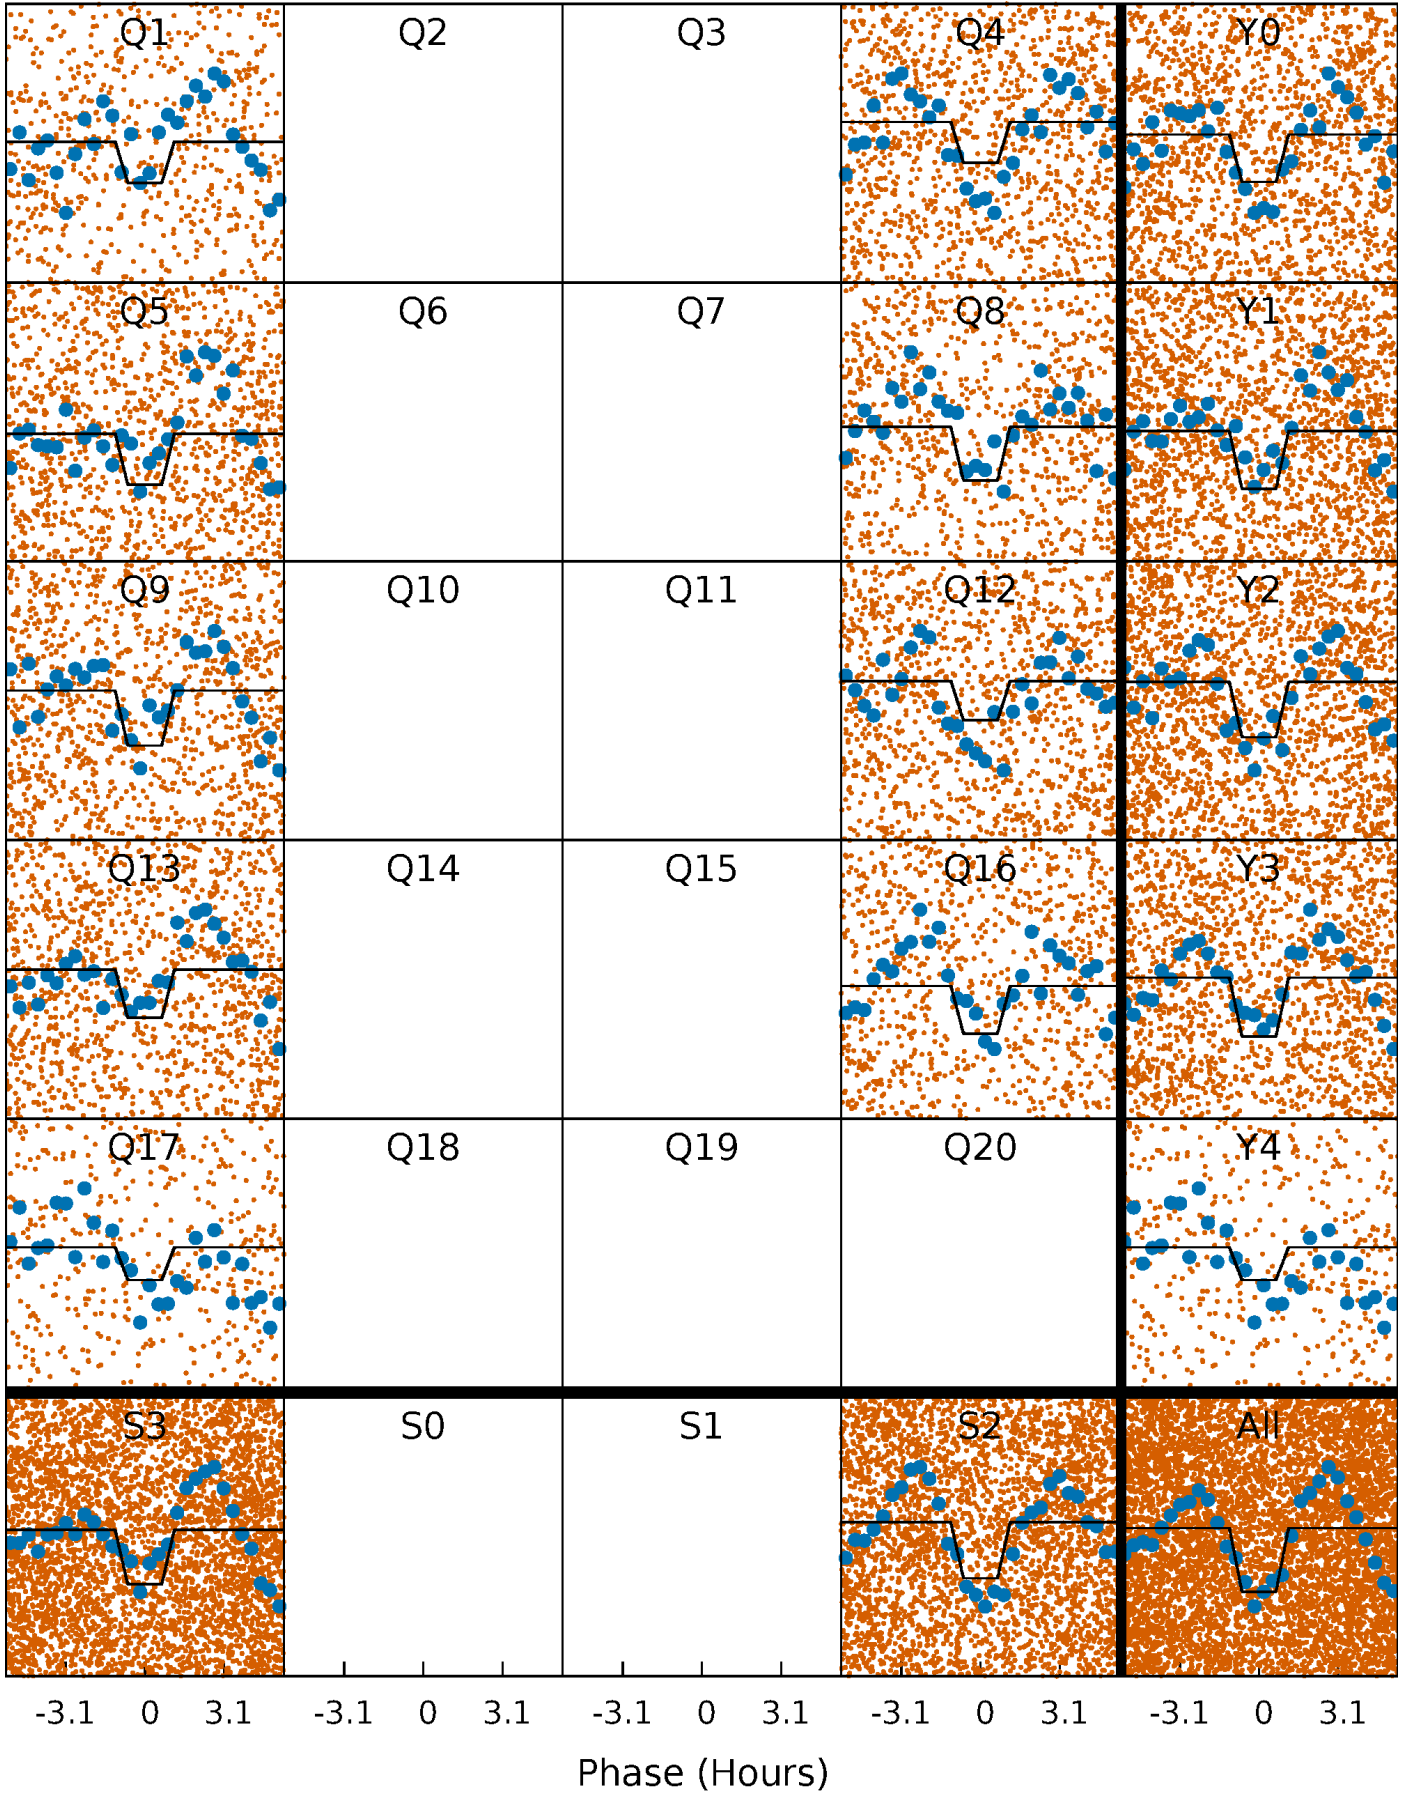 Q1 Q2 Q3 Q4 Y0
Q5 Q6 Q7 Q8 Y1
Q9 Q10 Q11 Q12 Y2
Q13 Q14 Q15 Q16 Y3
Q17 Q18 Q19 Q20 Y4
S3 S0 S1 S2 All
-3.1 0 3.1 -3.1 0 3.1 -3.1 0 3.1 -3.1 0 3.1 -3.1 0 3.1
Phase (Hours)